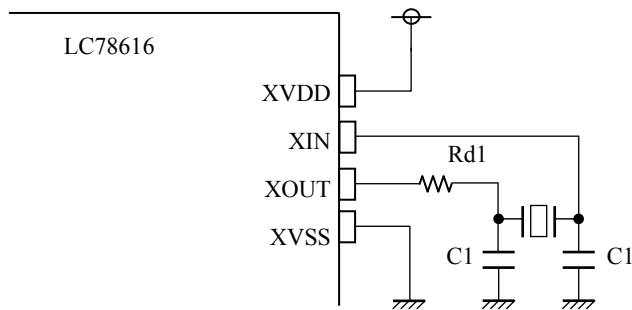 LC78616
XVDD
XIN
Rd1
XOUT
XVSS
C1
C1